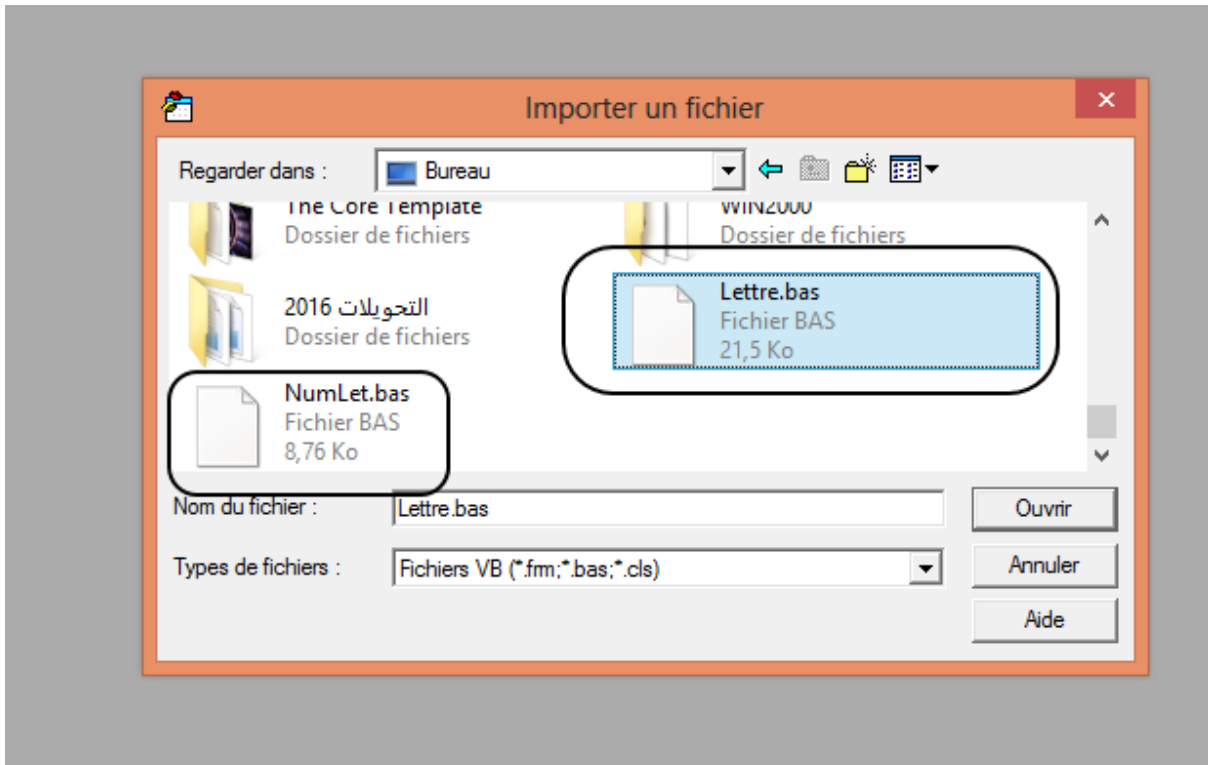 Importer un fichier
Regarder dans :
Bureau
The Core Template
Dossier de fichiers
WIN2000
Dossier de fichiers
التحويلات 2016
Dossier de fichiers
Lettre.bas
Fichier BAS
21,5 Ko
NumLet.bas
Fichier BAS
8,76 Ko
Nom du fichier :
Lettre.bas
Ouvrir
Types de fichiers :
Fichiers VB (*.frm;*.bas;*.cls)
Annuler
Aide